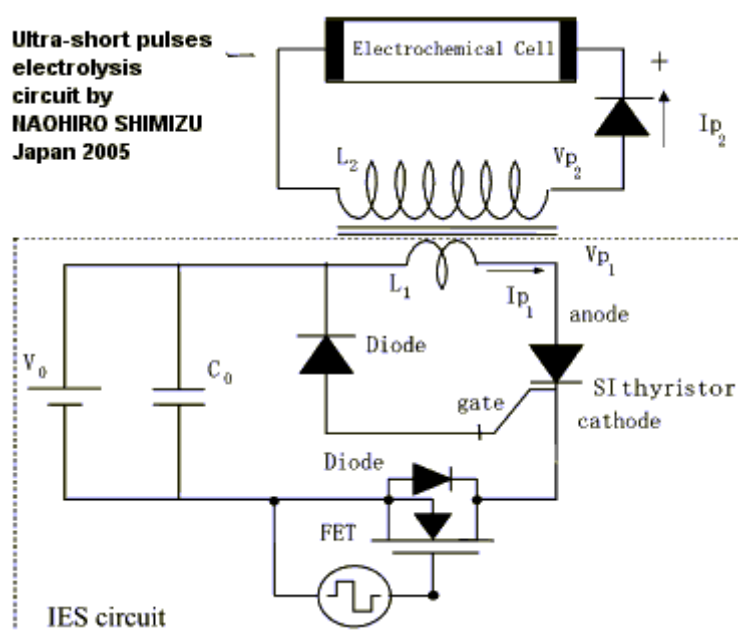 Ultra-short pulses
electrolysis
circuit by
NAOHIRO SHIMIZU
Japan 2005
−
Electrochemical Cell
+
Ip2
L2
Vp2
Vp1
L1
Ip1
anode
V0
C0
Diode
SI thyristor
gate
cathode
Diode
FET
IES circuit